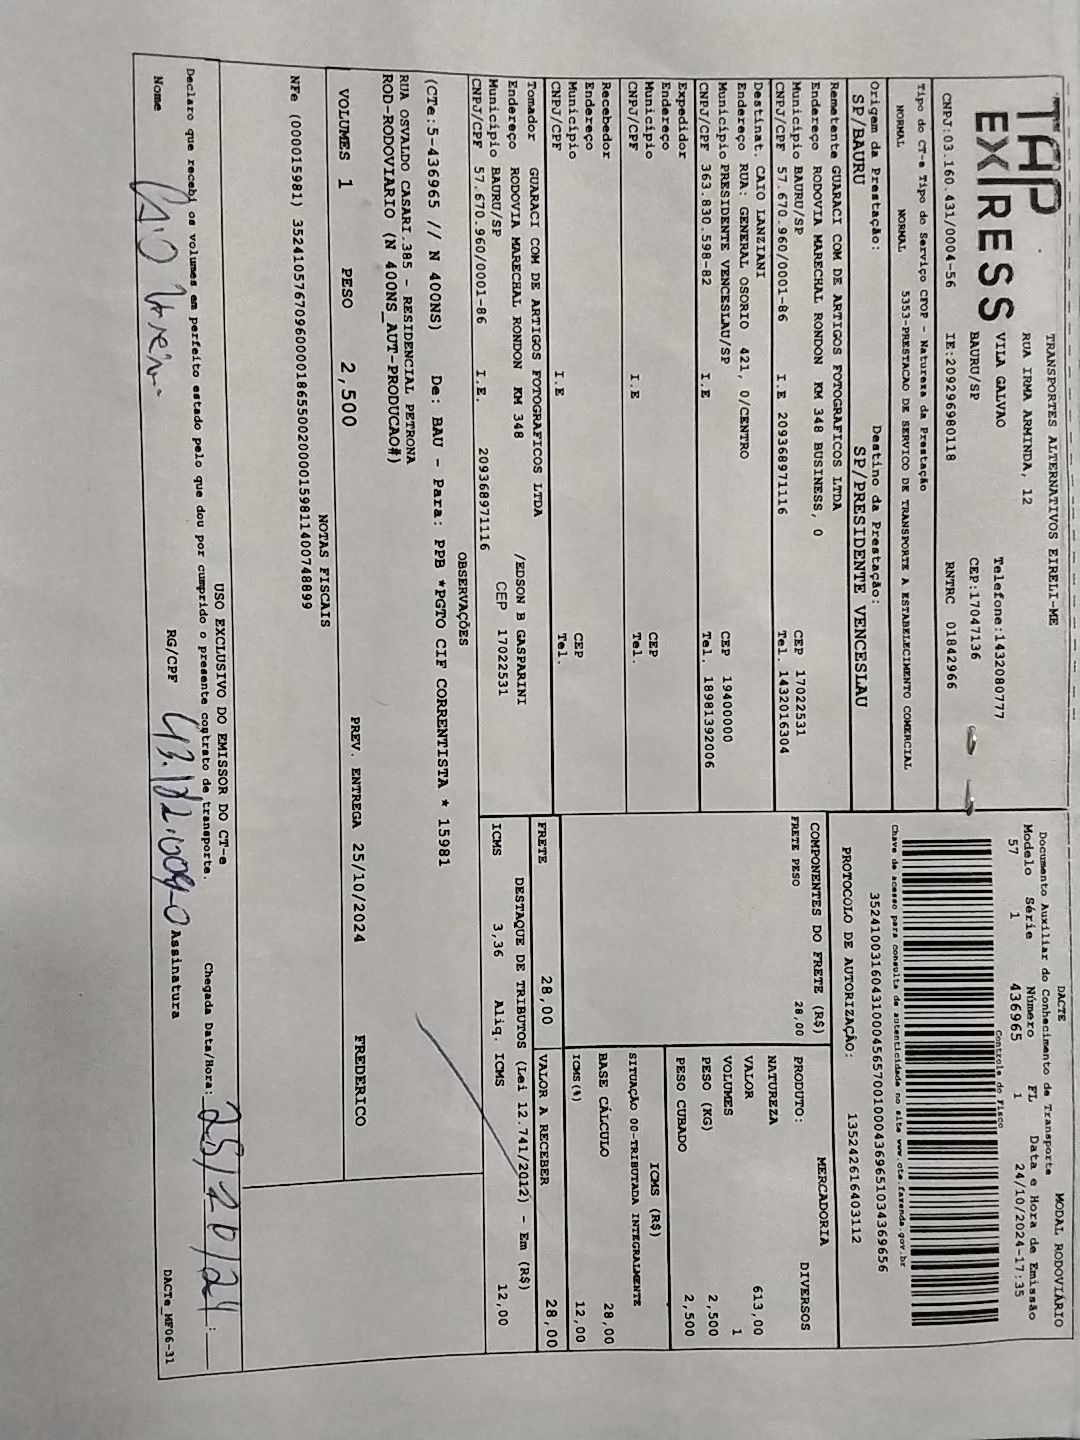 TAP
EX RESS
TRANSPORTES ALTERNATIVOS EIRELI-ME
RUA IRMA ARMINDA, 12
VILA GALVAO Telefone:1432080777
BAURU/SP CEP:17047136
CNPJ:03.160.431/0004-56 IE:209296980118 RNTRC 01842966
DACTE MODAL RODOVIÁRIO
Documento Auxiliar do Conhecimento de Transporte
Modelo Série Número FL Data e Hora de Emissão
57 1 436965 1 24/10/2024-17:35
Controle do Fisco
Tipo do CT-e Tipo do Serviço CFOP - Natureza da Prestação
NORMAL NORMAL 5353-PRESTACAO DE SERVICO DE TRANSPORTE A ESTABELECIMENTO COMERCIAL
Chave de acesso para consulta de autenticidade no site www.cte.fazenda.gov.br
35241003160431000456570010004369651034369656
PROTOCOLO DE AUTORIZAÇÃO: 135242616403112
Origem da Prestação: Destino da Prestação:
SP/BAURU SP/PRESIDENTE VENCESLAU
Remetente GUARACI COM DE ARTIGOS FOTOGRAFICOS LTDA
Endereço RODOVIA MARECHAL RONDON KM 348 BUSINESS, 0
Município BAURU/SP CEP 17022531
CNPJ/CPF 57.670.960/0001-86 I.E 209368971116 Tel. 1432016304
Destinat. CAIO LANZIANI
Endereço RUA: GENERAL OSORIO 421, 0/CENTRO
Município PRESIDENTE VENCESLAU/SP CEP 19400000
CNPJ/CPF 363.830.598-82 I.E Tel. 18981392006
Expedidor
Endereço
Município CEP
CNPJ/CPF I.E Tel.
Recebedor
Endereço
Município CEP
CNPJ/CPF I.E Tel.
Tomador GUARACI COM DE ARTIGOS FOTOGRAFICOS LTDA
Endereço RODOVIA MARECHAL RONDON KM 348 /EDSON B GASPARINI
Município BAURU/SP CEP 17022531
CNPJ/CPF 57.670.960/0001-86 I.E. 209368971116
COMPONENTES DO FRETE (R$)
FRETE PESO 28,00
PRODUTO: MERCADORIA
NATUREZA DIVERSOS
VALOR 613,00
VOLUMES 1
PESO (KG) 2,500
PESO CUBADO 2,500
ICMS (R$)
SITUAÇÃO 00-TRIBUTADA INTEGRALMENTE
BASE CÁLCULO 28,00
ICMS(%) 12,00
FRETE 28,00 VALOR A RECEBER 28,00
DESTAQUE DE TRIBUTOS (Lei 12.741/2012) - Em (R$)
ICMS 3,36 Aliq. ICMS 12,00
OBSERVAÇÕES
(CTe:5-436965 // N 400NS) De: BAU - Para: PPB *PGTO CIF CORRENTISTA * 15981
RUA OSVALDO CASARI.385 - RESIDENCIAL PETRONA
ROD-RODOVIARIO (N 400NS_AUT-PRODUCAO#)
VOLUMES 1 PESO 2,500 PREV. ENTREGA 25/10/2024 FREDERICO
NOTAS FISCAIS
NFe (000015981) 35241057670960000186550020000159811400748899
USO EXCLUSIVO DO EMISSOR DO CT-e
Declaro que recebi os volumes em perfeito estado pelo que dou por cumprido o presente contrato de transporte. Chegada Data/Hora:
Nome RG/CPF Assinatura DACTe_MF06-31